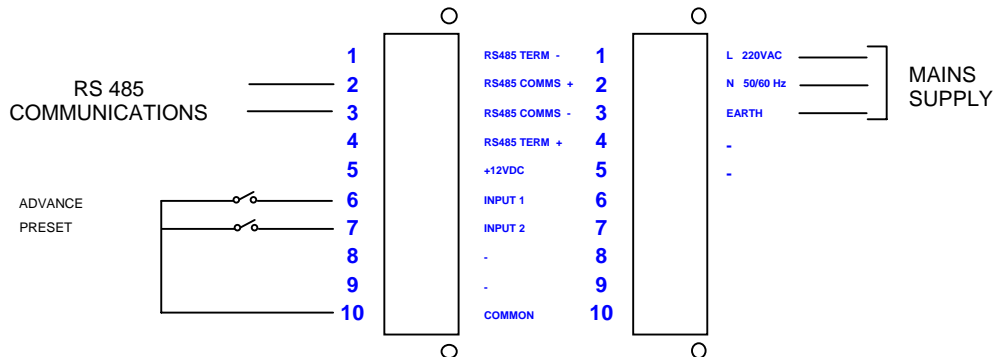 1 RS485 TERM - 1 L 220VAC
RS 485
COMMUNICATIONS
2 RS485 COMMS + 2 N 50/60 Hz
MAINS
SUPPLY
3 RS485 COMMS - 3 EARTH
4 RS485 TERM + 4 -
5 +12VDC 5 -
ADVANCE 6 INPUT 1 6
PRESET 7 INPUT 2 7
8 - 8
9 - 9
10 COMMON 10